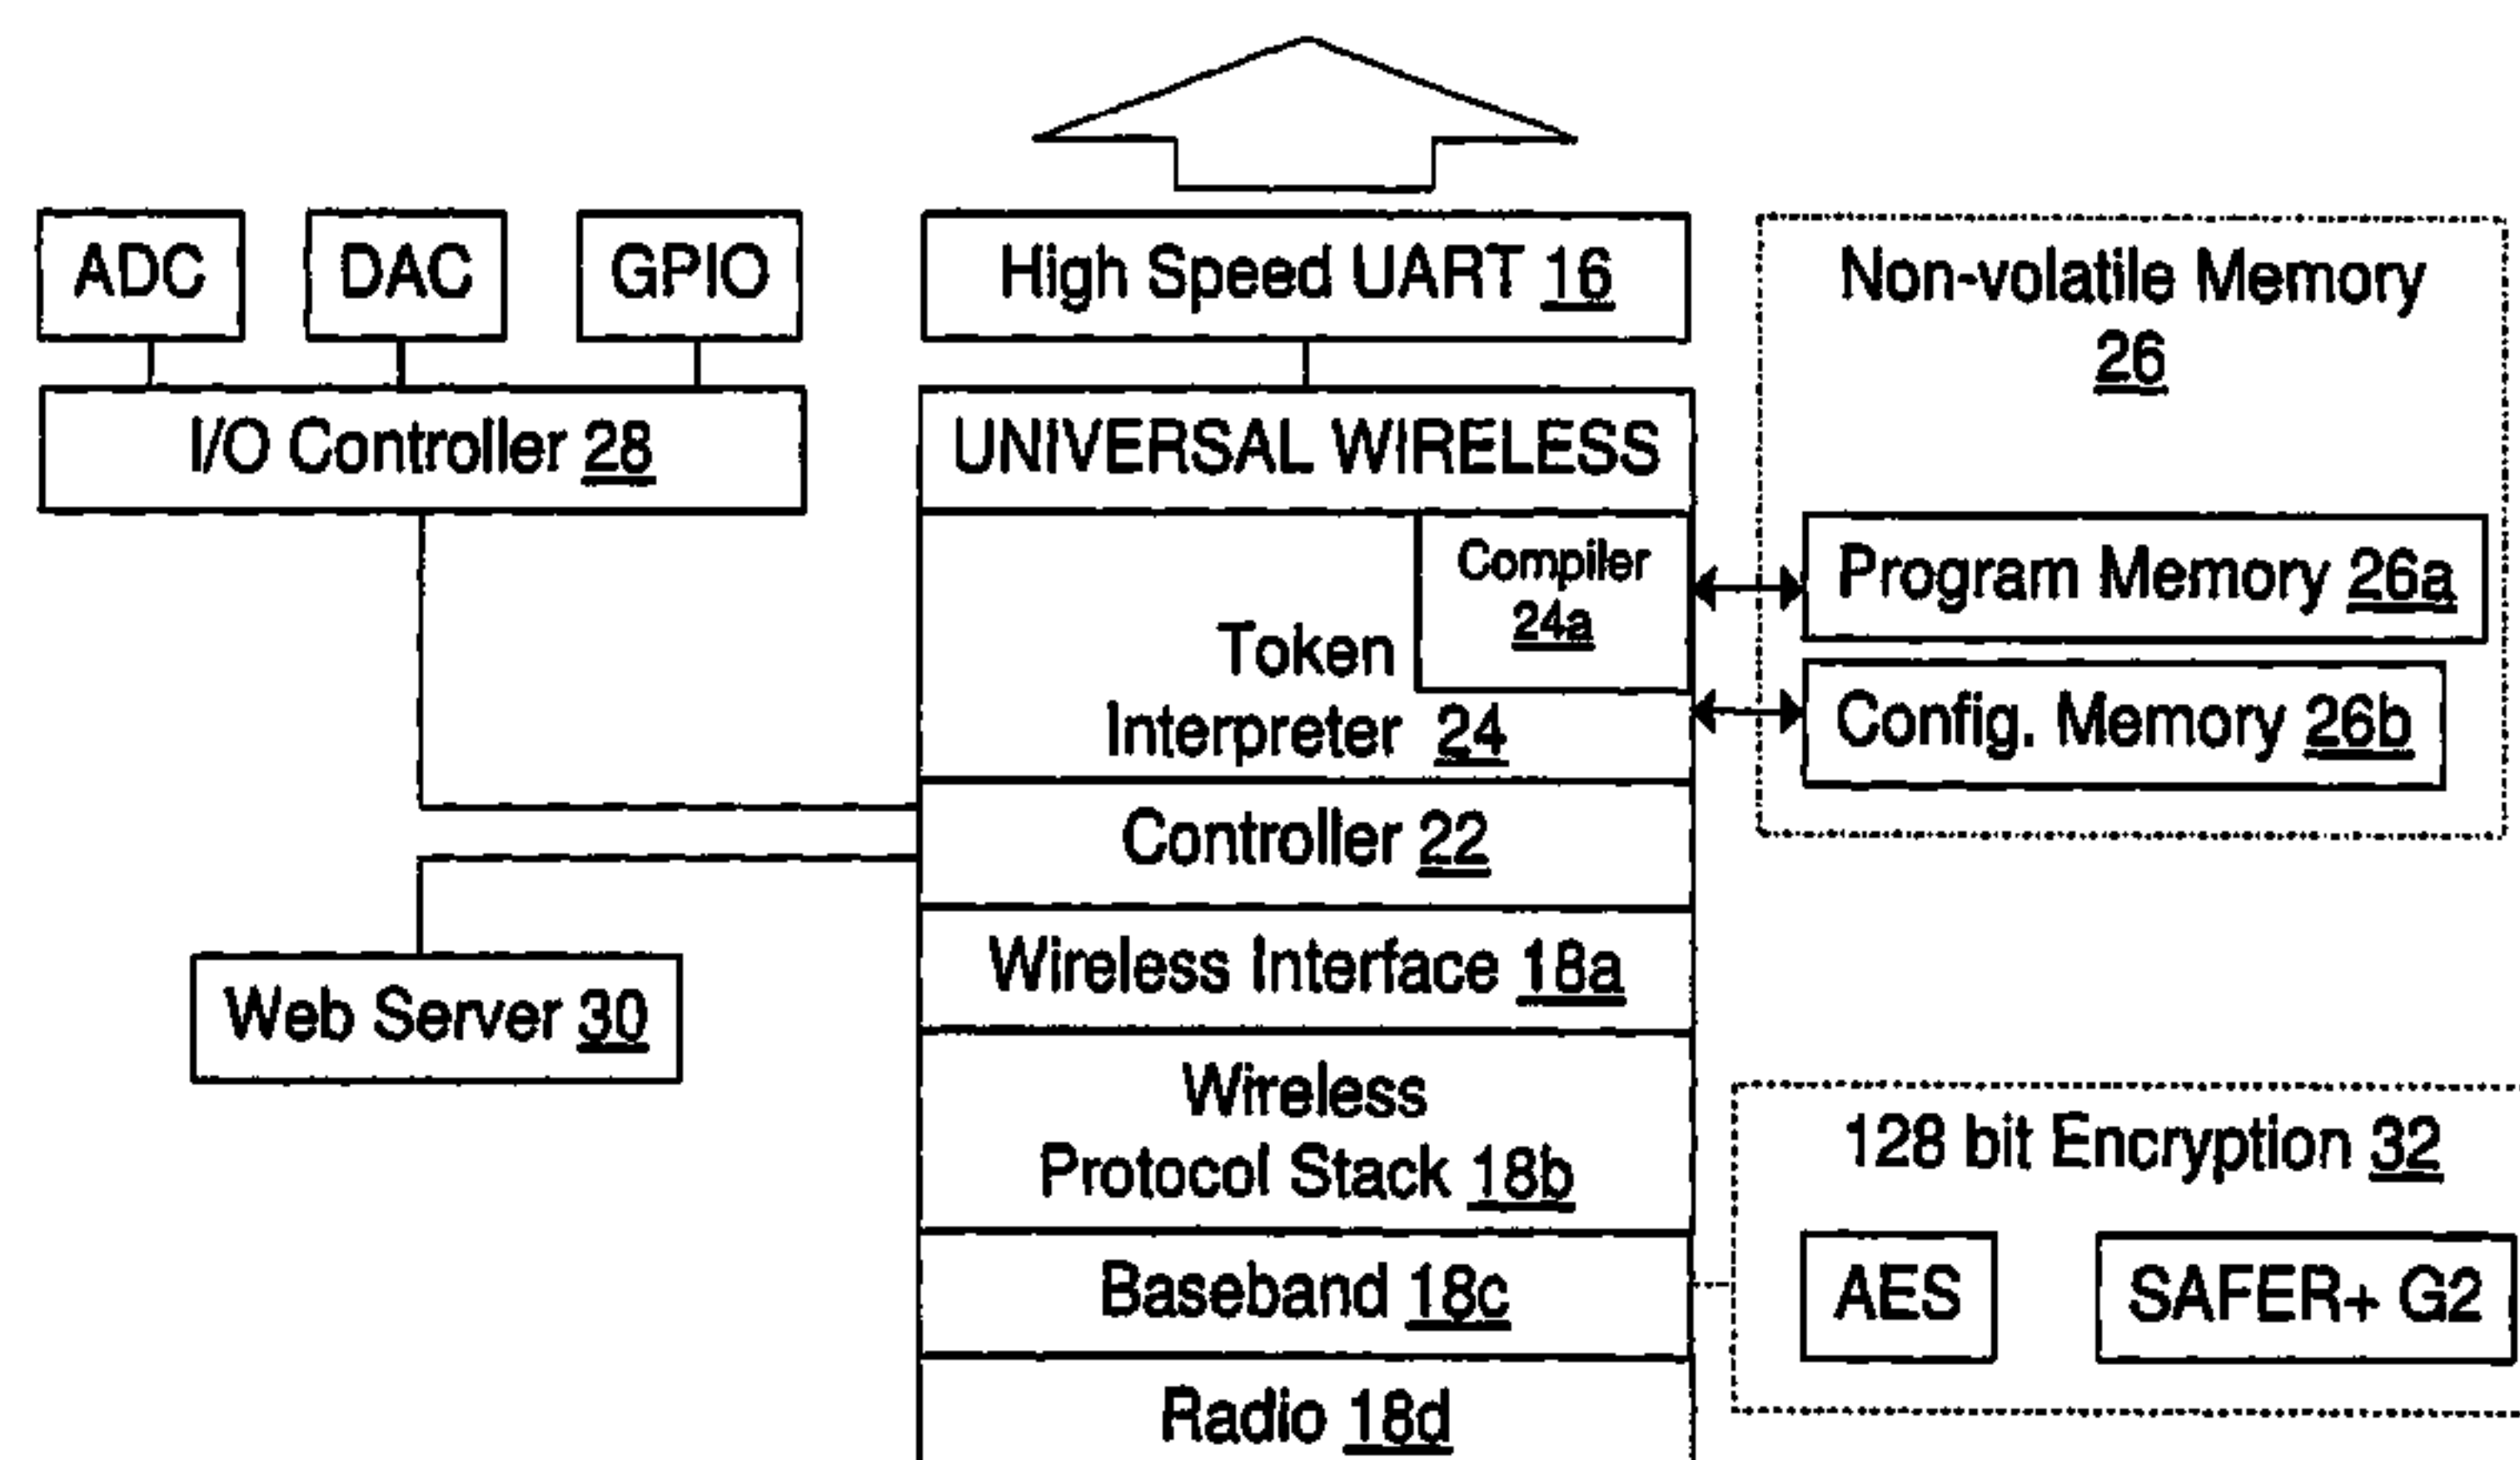 ADC
DAC
GPIO
High Speed UART 16
Non-volatile Memory
26
I/O Controller 28
UNIVERSAL WIRELESS
Compiler
24a
Program Memory 26a
Token
Interpreter 24
Config. Memory 26b
Controller 22
Wireless Interface 18a
Web Server 30
Wireless
Protocol Stack 18b
128 bit Encryption 32
Baseband 18c
AES
SAFER+ G2
Radio 18d